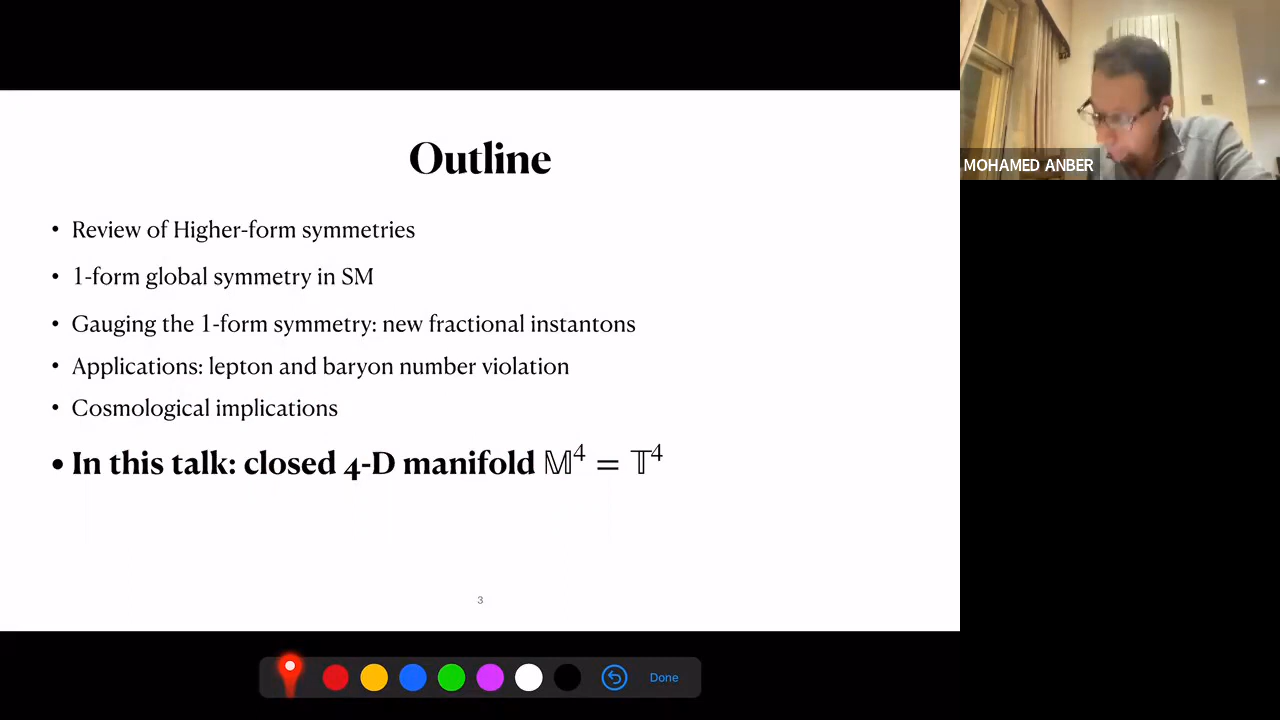 Outline
• Review of Higher-form symmetries
• 1-form global symmetry in SM
• Gauging the 1-form symmetry: new fractional instantons
• Applications: lepton and baryon number violation
• Cosmological implications
• In this talk: closed 4-D manifold 𝕄⁴ = 𝕋⁴
3
Done
MOHAMED ANBER